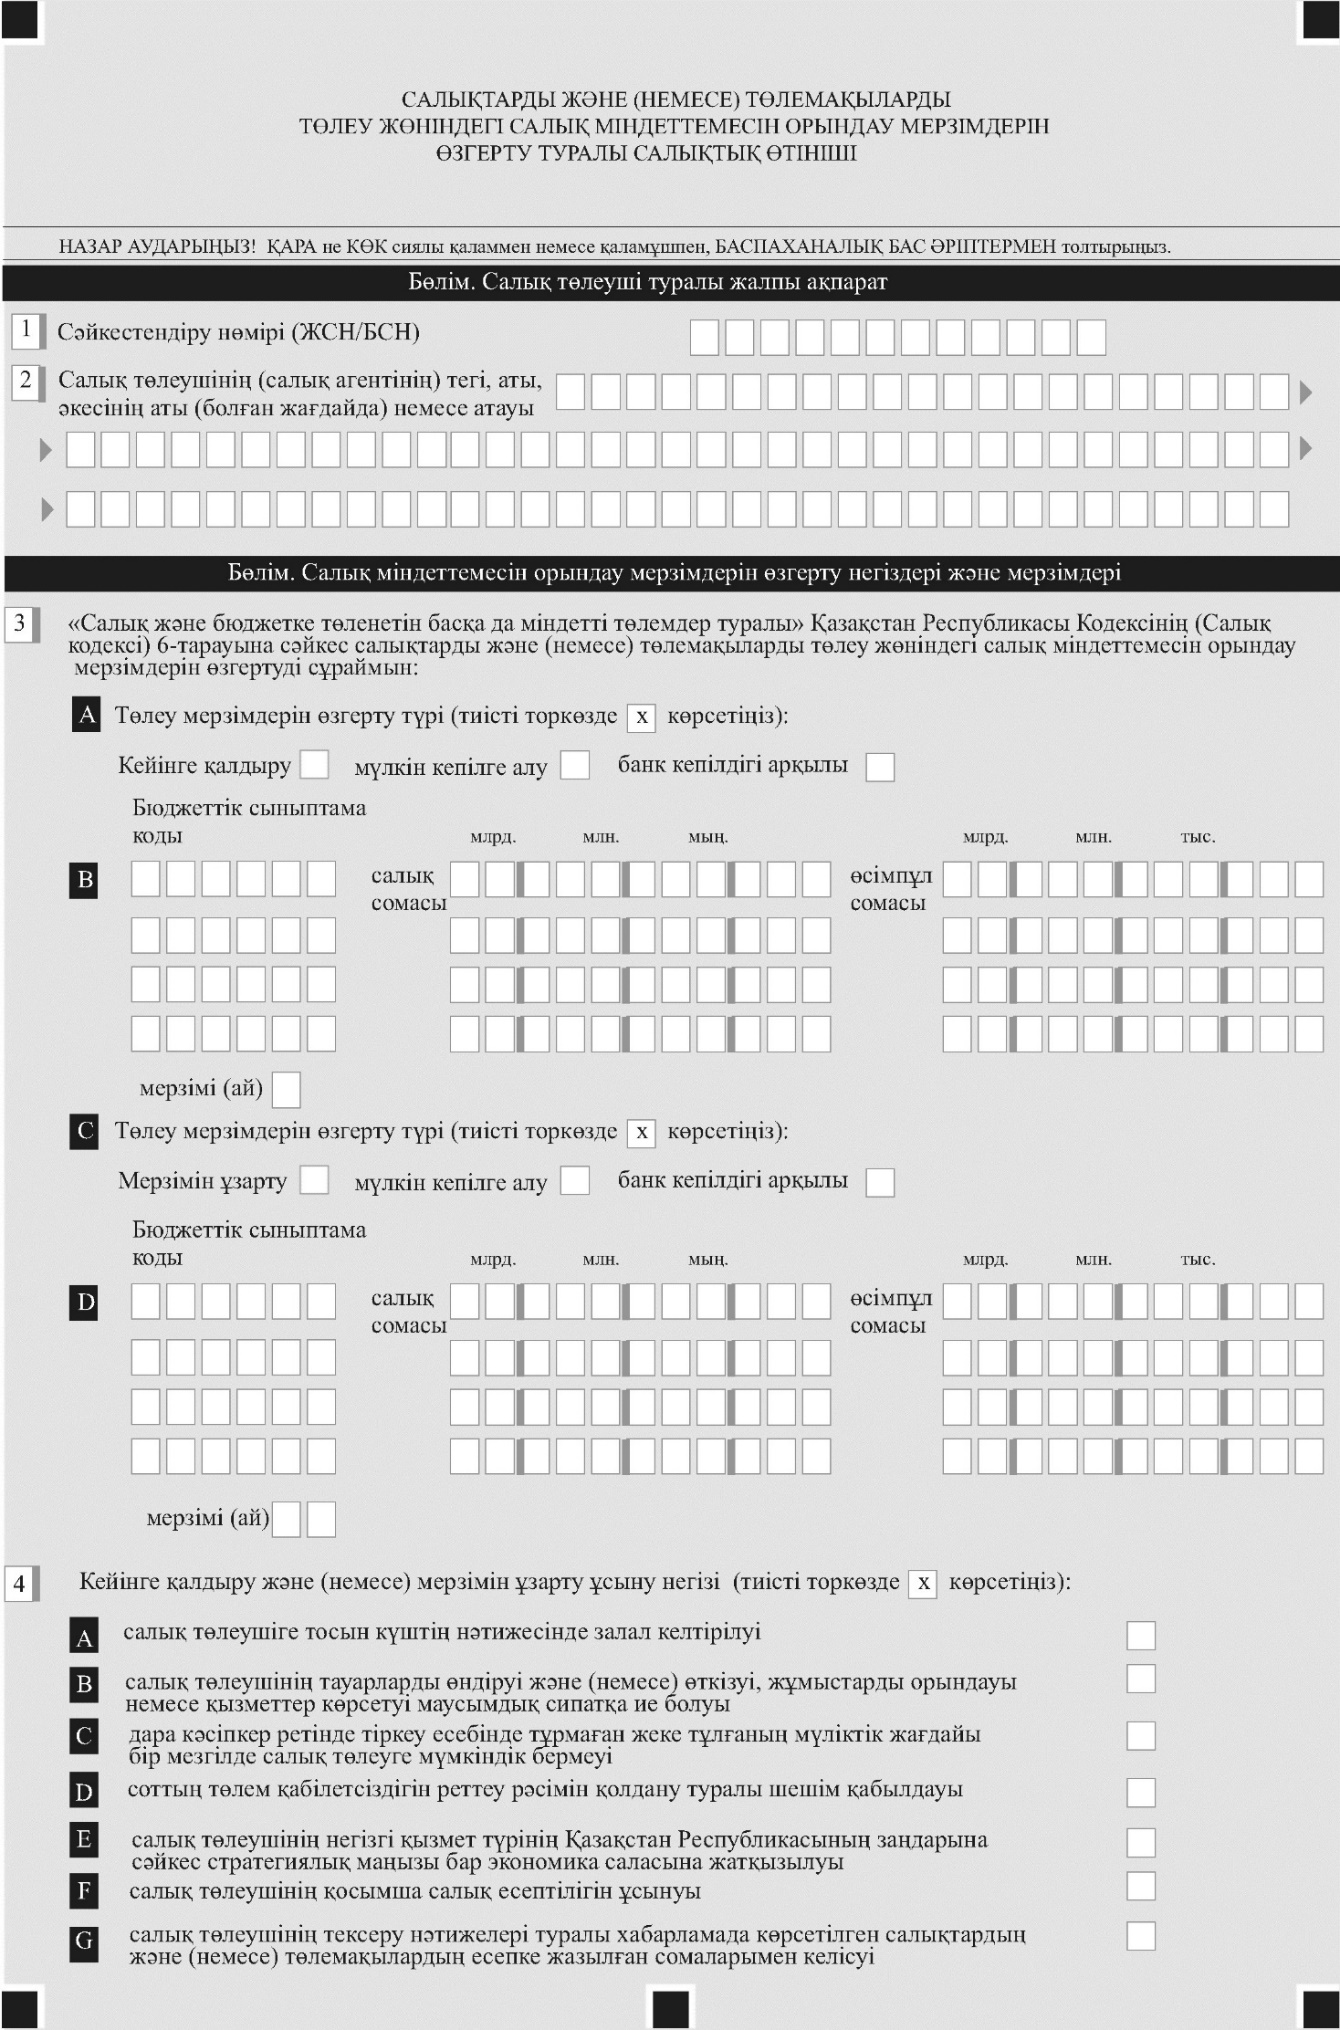 САЛЫҚТАРДЫ ЖӘНЕ (НЕМЕСЕ) ТӨЛЕМАҚЫЛАРДЫ
ТӨЛЕУ ЖӨНІНДЕГІ САЛЫҚ МІНДЕТТЕМЕСІН ОРЫНДАУ МЕРЗІМДЕРІН
ӨЗГЕРТУ ТУРАЛЫ САЛЫҚТЫҚ ӨТІНІШІ
НАЗАР АУДАРЫҢЫЗ! ҚАРА не КӨК сиялы қаламмен немесе қаламұшпен, БАСПАХАНАЛЫҚ БАС ӘРІПТЕРМЕН толтырыңыз.
Бөлім. Салық төлеуші туралы жалпы ақпарат
1 Сәйкестендіру нөмірі (ЖСН/БСН)
2 Салық төлеушінің (салық агентінің) тегі, аты,
әкесінің аты (болған жағдайда) немесе атауы
Бөлім. Салық міндеттемесін орындау мерзімдерін өзгерту негіздері және мерзімдері
3 «Салық және бюджетке төленетін басқа да міндетті төлемдер туралы» Қазақстан Республикасы Кодексінің (Салық
кодексі) 6-тарауына сәйкес салықтарды және (немесе) төлемақыларды төлеу жөніндегі салық міндеттемесін орындау
мерзімдерін өзгертуді сұраймын:
A Төлеу мерзімдерін өзгерту түрі (тиісті торкөзде x көрсетіңіз):
Кейінге қалдыру мүлкін кепілге алу банк кепілдігі арқылы
Бюджеттік сыныптама
коды млрд. млн. мың. млрд. млн. тыс.
B салық өсімпұл
сомасы сомасы
мерзімі (ай)
C Төлеу мерзімдерін өзгерту түрі (тиісті торкөзде x көрсетіңіз):
Мерзімін ұзарту мүлкін кепілге алу банк кепілдігі арқылы
Бюджеттік сыныптама
коды млрд. млн. мың. млрд. млн. тыс.
D салық өсімпұл
сомасы сомасы
мерзімі (ай)
4 Кейінге қалдыру және (немесе) мерзімін ұзарту ұсыну негізі (тиісті торкөзде x көрсетіңіз):
A салық төлеушіге тосын күштің нәтижесінде залал келтірілуі
B салық төлеушінің тауарларды өндіруі және (немесе) өткізуі, жұмыстарды орындауы
немесе қызметтер көрсетуі маусымдық сипатқа ие болуы
C дара кәсіпкер ретінде тіркеу есебінде тұрмаған жеке тұлғаның мүліктік жағдайы
бір мезгілде салық төлеуге мүмкіндік бермеуі
D соттың төлем қабілетсіздігін реттеу рәсімін қолдану туралы шешім қабылдауы
E салық төлеушінің негізгі қызмет түрінің Қазақстан Республикасының заңдарына
сәйкес стратегиялық маңызы бар экономика саласына жатқызылуы
F салық төлеушінің қосымша салық есептілігін ұсынуы
G салық төлеушінің тексеру нәтижелері туралы хабарламада көрсетілген салықтардың
және (немесе) төлемақылардың есепке жазылған сомаларымен келісуі